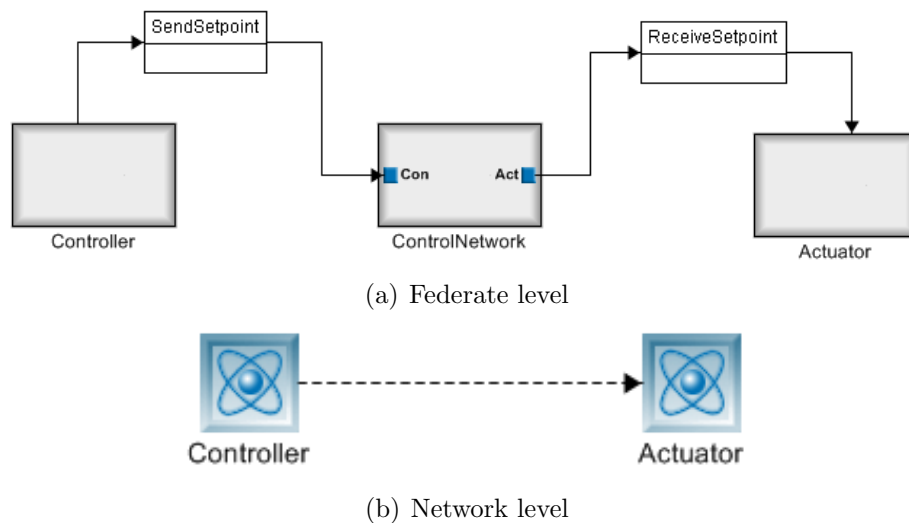 SendSetpoint
ReceiveSetpoint
Con Act
Controller
ControlNetwork
Actuator
(a) Federate level
Controller
Actuator
(b) Network level